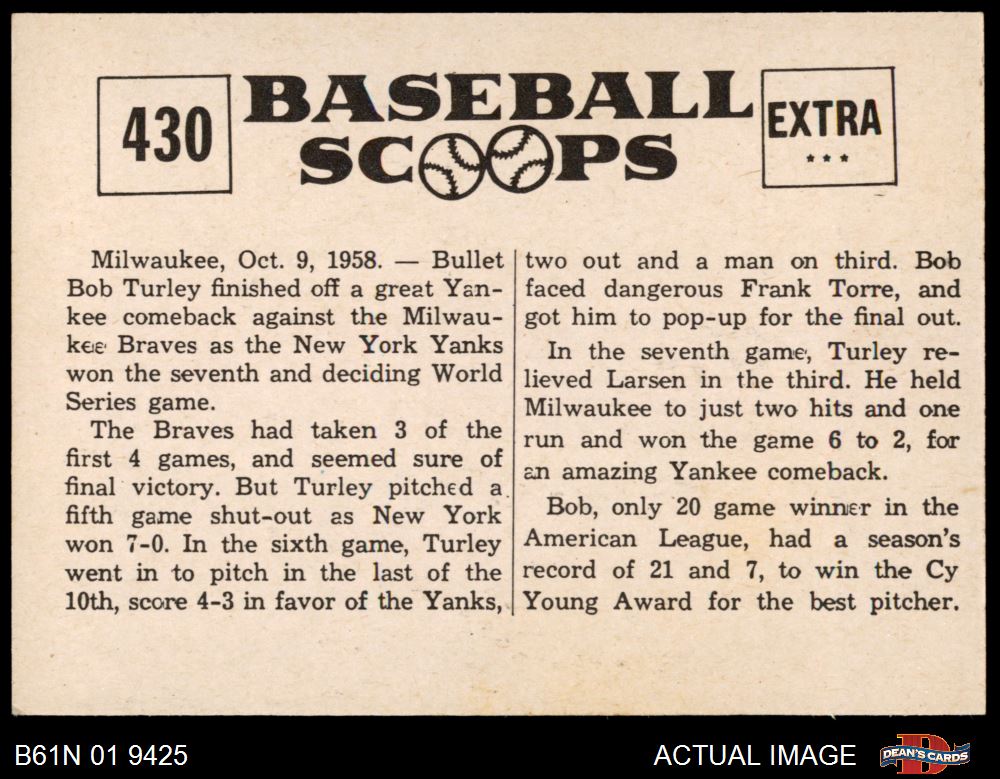 430
BASEBALL
SCOOPS
EXTRA
***
Milwaukee, Oct. 9, 1958. — Bullet
Bob Turley finished off a great Yan-
kee comeback against the Milwau-
kee Braves as the New York Yanks
won the seventh and deciding World
Series game.
The Braves had taken 3 of the
first 4 games, and seemed sure of
final victory. But Turley pitched a
fifth game shut-out as New York
won 7-0. In the sixth game, Turley
went in to pitch in the last of the
10th, score 4-3 in favor of the Yanks,
two out and a man on third. Bob
faced dangerous Frank Torre, and
got him to pop-up for the final out.
In the seventh game, Turley re-
lieved Larsen in the third. He held
Milwaukee to just two hits and one
run and won the game 6 to 2, for
an amazing Yankee comeback.
Bob, only 20 game winner in the
American League, had a season's
record of 21 and 7, to win the Cy
Young Award for the best pitcher.
B61N 01 9425
ACTUAL IMAGE
DEAN'S CARDS